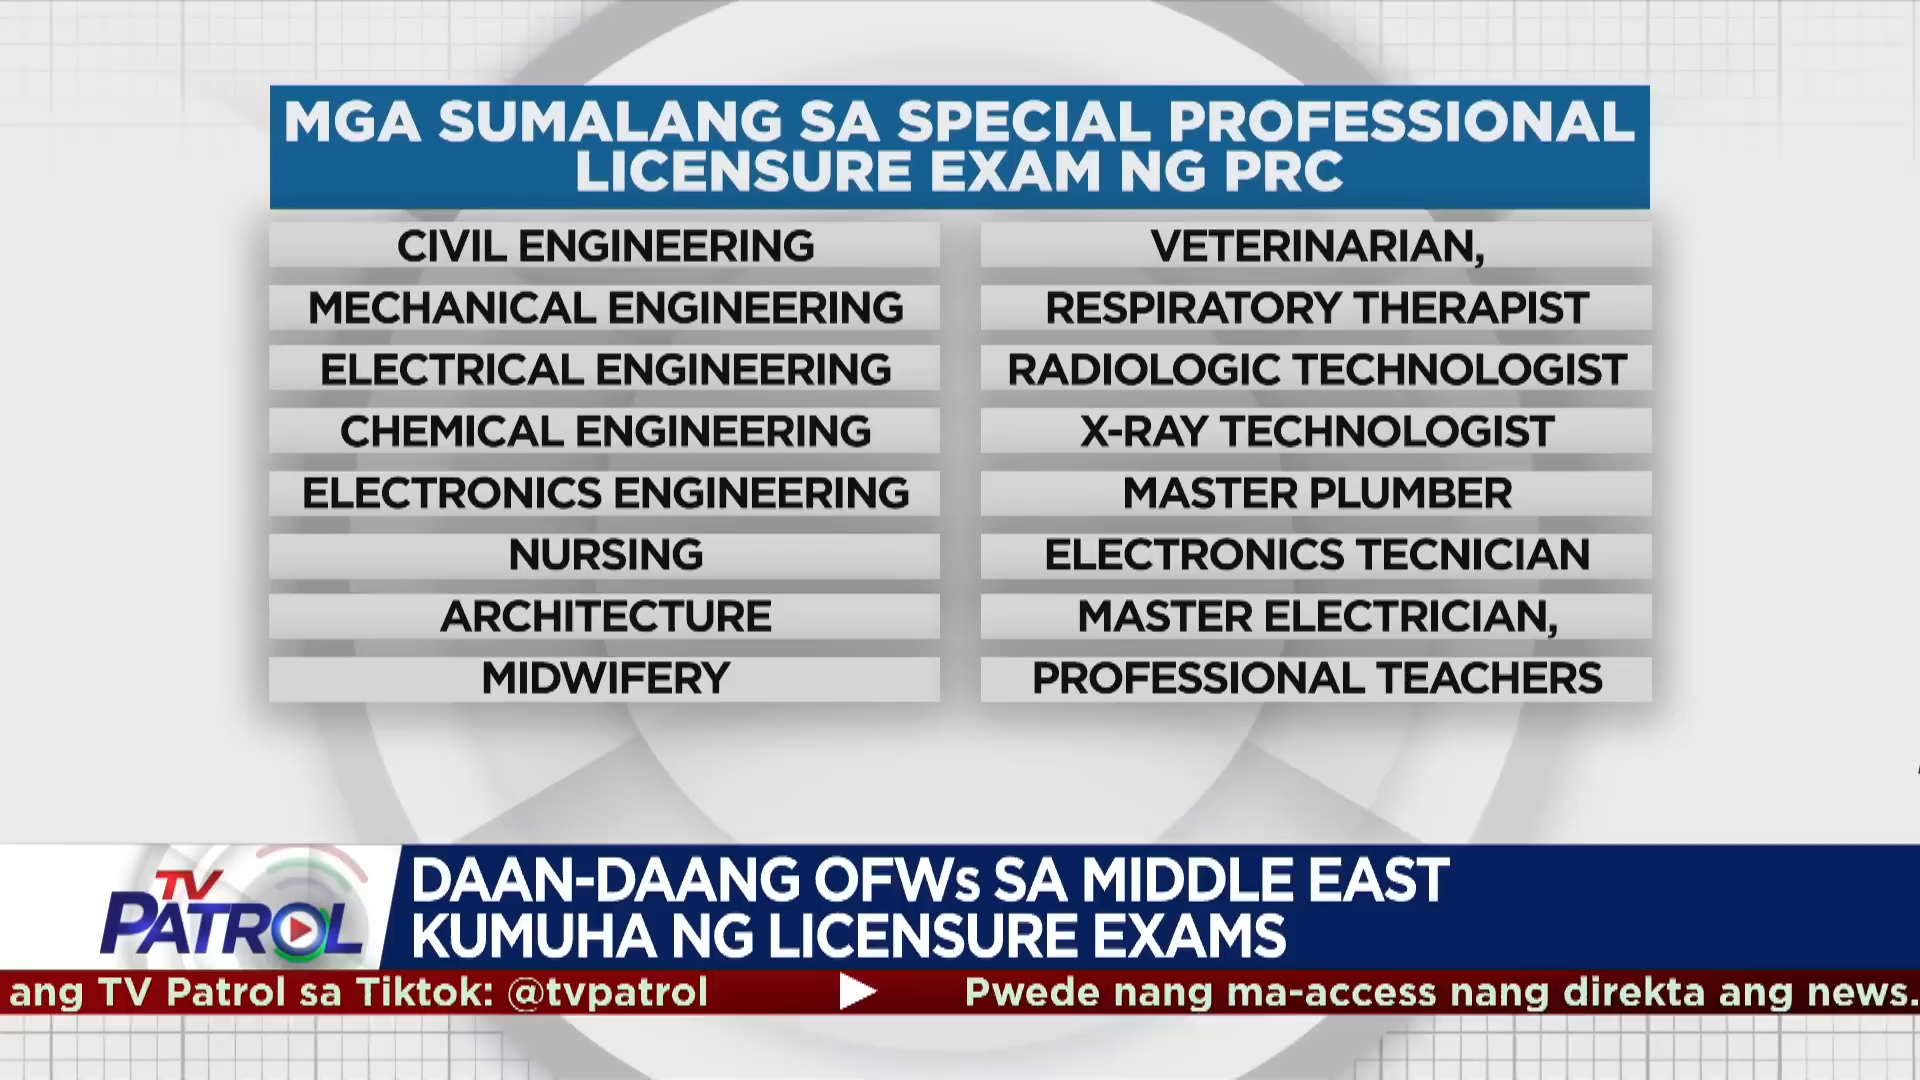 MGA SUMALANG SA SPECIAL PROFESSIONAL
LICENSURE EXAM NG PRC
CIVIL ENGINEERING
MECHANICAL ENGINEERING
ELECTRICAL ENGINEERING
CHEMICAL ENGINEERING
ELECTRONICS ENGINEERING
NURSING
ARCHITECTURE
MIDWIFERY
VETERINARIAN,
RESPIRATORY THERAPIST
RADIOLOGIC TECHNOLOGIST
X-RAY TECHNOLOGIST
MASTER PLUMBER
ELECTRONICS TECNICIAN
MASTER ELECTRICIAN,
PROFESSIONAL TEACHERS
TV
PATROL
DAAN-DAANG OFWs SA MIDDLE EAST
KUMUHA NG LICENSURE EXAMS
ang TV Patrol sa Tiktok: @tvpatrol Pwede nang ma-access nang direkta ang news.